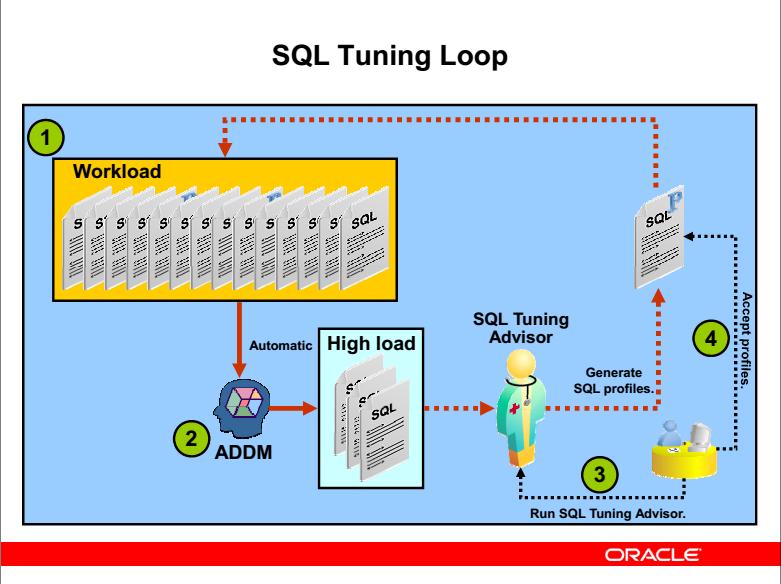 SQL Tuning Loop
1
Workload
S
S
S
S
S
S
S
S
S
S
S
S
SQL
P
SQL
Automatic
High load
S
S
SQL
SQL Tuning
Advisor
Generate
SQL profiles.
4
Accept profiles.
2
ADDM
3
Run SQL Tuning Advisor.
ORACLE